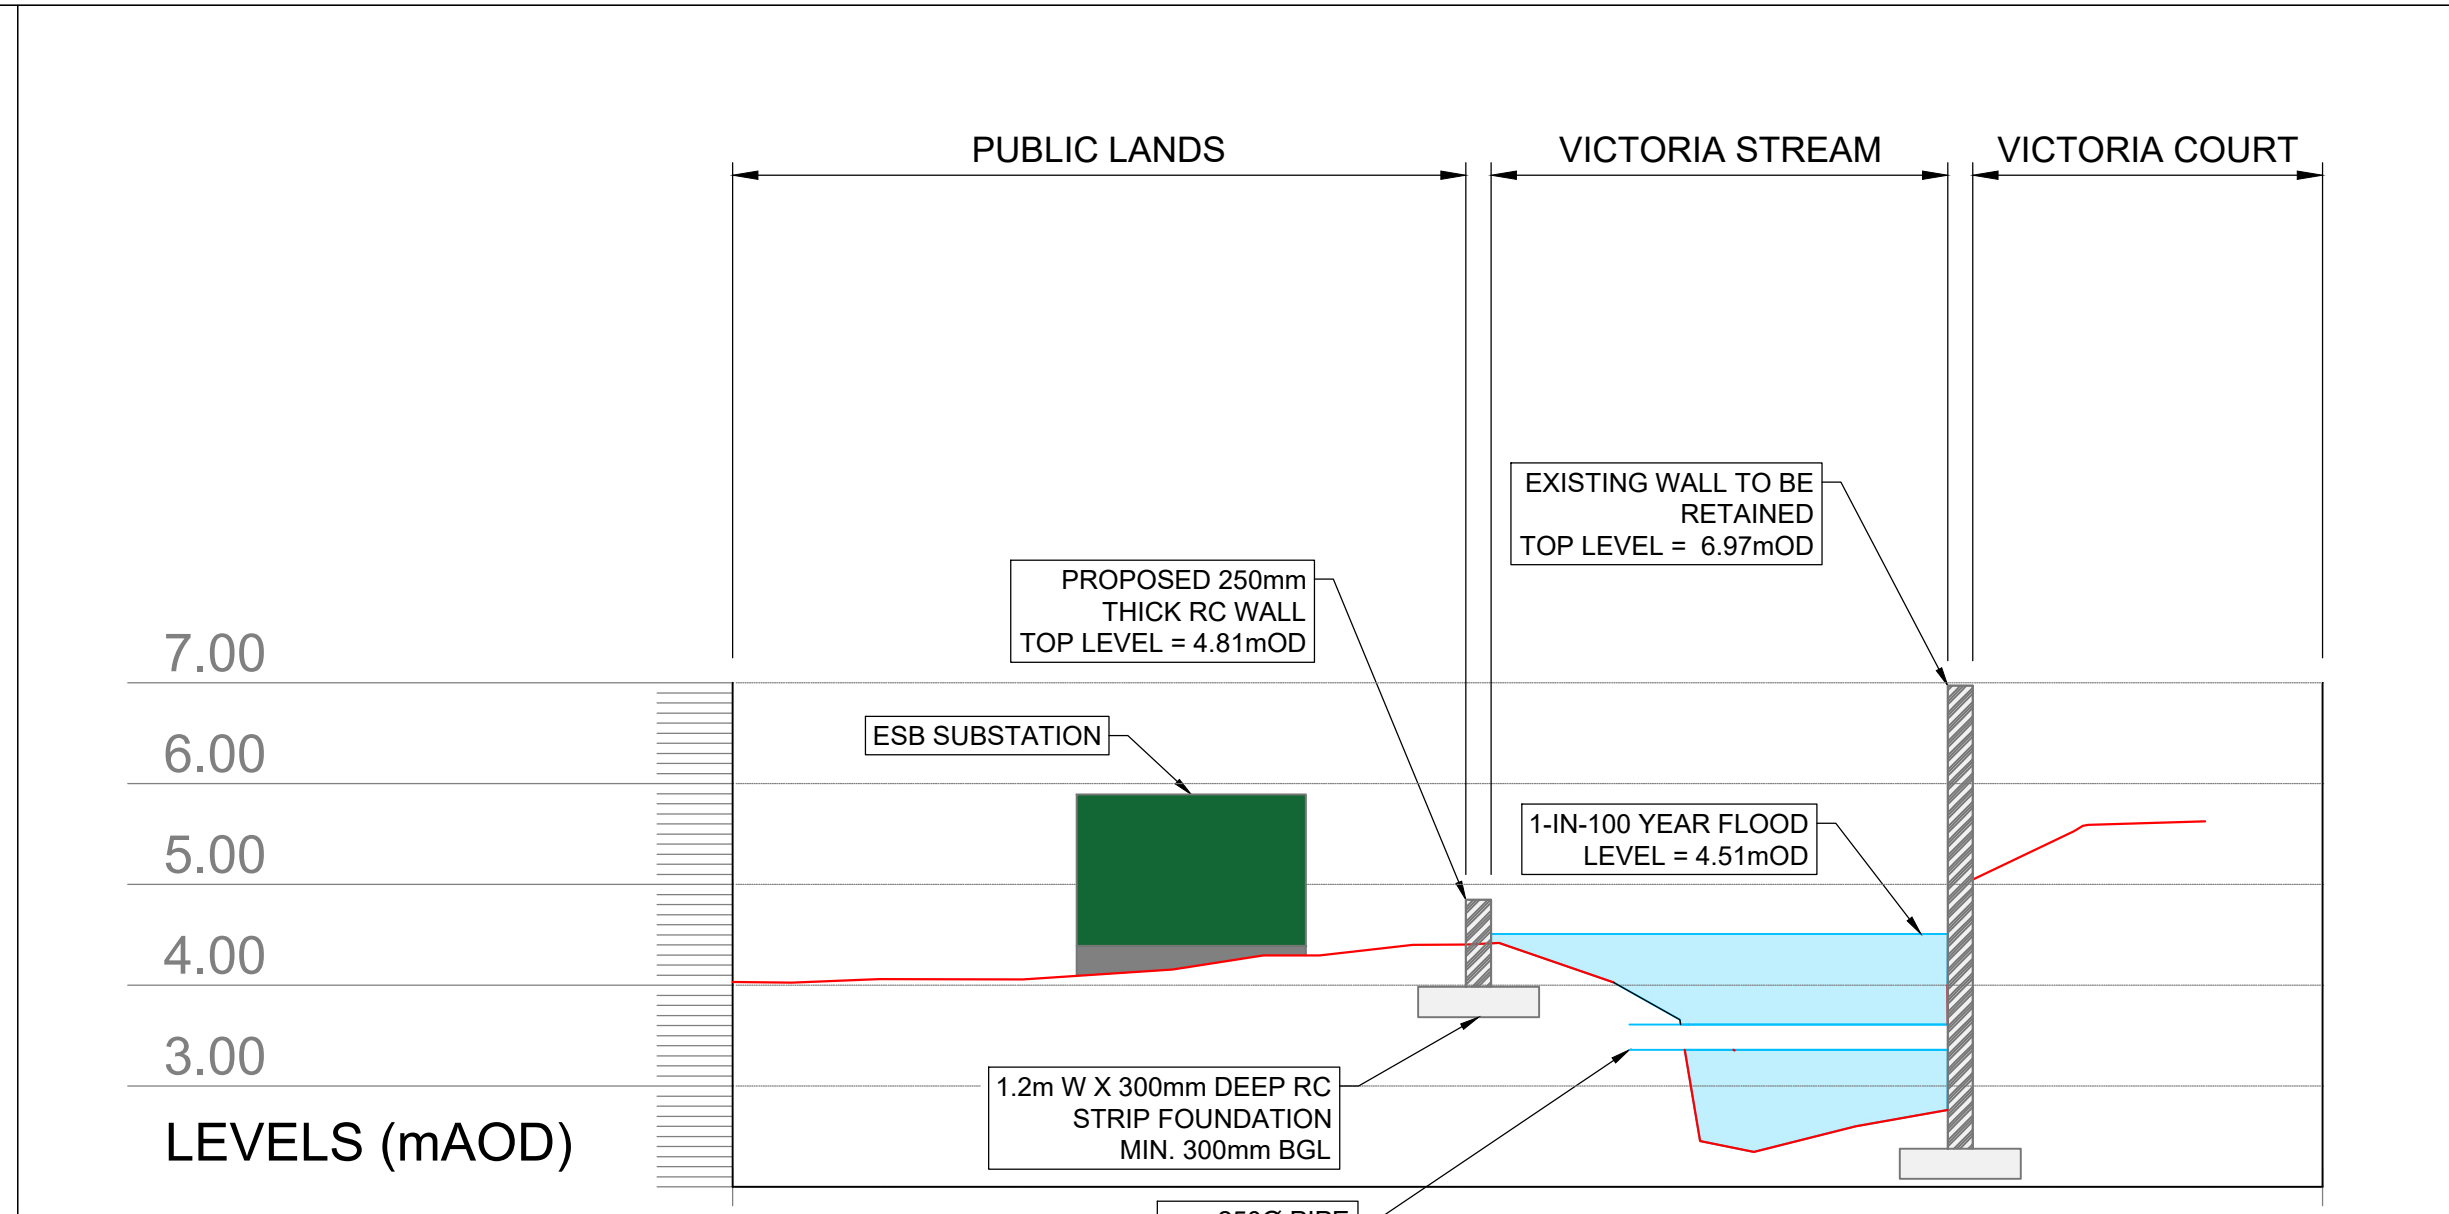 PUBLIC LANDS
VICTORIA STREAM
VICTORIA COURT
EXISTING WALL TO BE
RETAINED
TOP LEVEL = 6.97mOD
PROPOSED 250mm
THICK RC WALL
TOP LEVEL = 4.81mOD
7.00
ESB SUBSTATION
6.00
1-IN-100 YEAR FLOOD
LEVEL = 4.51mOD
5.00
4.00
3.00
1.2m W X 300mm DEEP RC
STRIP FOUNDATION
MIN. 300mm BGL
LEVELS (mAOD)